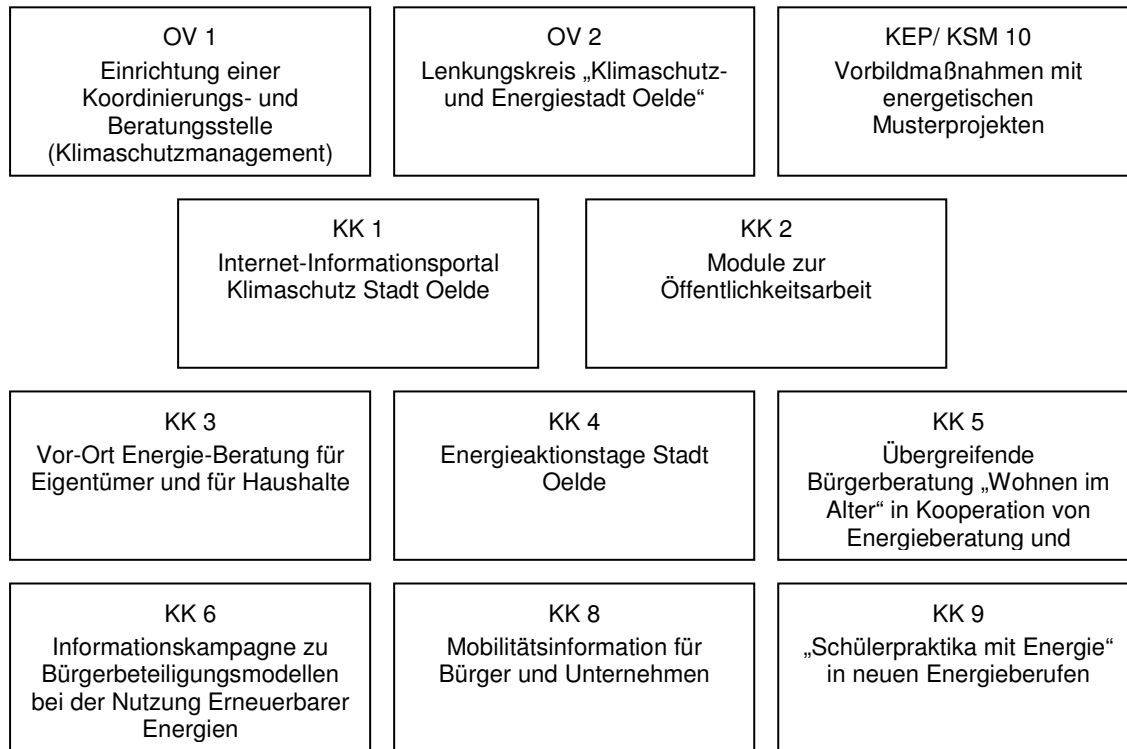 OV 1
Einrichtung einer
Koordinierungs- und
Beratungsstelle
(Klimaschutzmanagement)
OV 2
Lenkungskreis „Klimaschutz-
und Energiestadt Oelde“
KEP/ KSM 10
Vorbildmaßnahmen mit
energetischen
Musterprojekten
KK 1
Internet-Informationsportal
Klimaschutz Stadt Oelde
KK 2
Module zur
Öffentlichkeitsarbeit
KK 3
Vor-Ort Energie-Beratung für
Eigentümer und für Haushalte
KK 4
Energieaktionstage Stadt
Oelde
KK 5
Übergreifende
Bürgerberatung „Wohnen im
Alter“ in Kooperation von
Energieberatung und
KK 6
Informationskampagne zu
Bürgerbeteiligungsmodellen
bei der Nutzung Erneuerbarer
Energien
KK 8
Mobilitätsinformation für
Bürger und Unternehmen
KK 9
„Schülerpraktika mit Energie“
in neuen Energieberufen